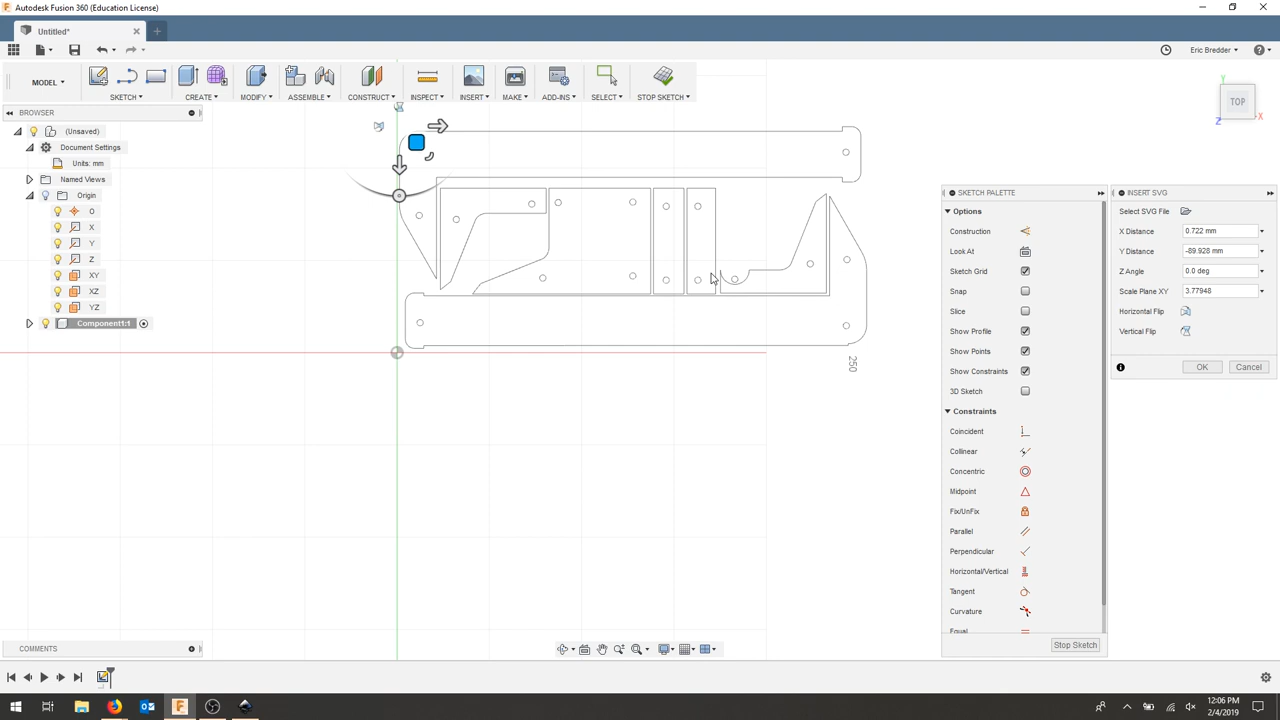 Autodesk Fusion 360 (Education License)
Untitled*
Eric Bredder
MODEL
SKETCH
CREATE
MODIFY
ASSEMBLE
CONSTRUCT
INSPECT
INSERT
MAKE
ADD-INS
SELECT
STOP SKETCH
BROWSER
(Unsaved)
Document Settings
Units: mm
Named Views
Origin
O
X
Y
Z
XY
XZ
YZ
Component1:1
250
TOP
Y
X
Z
SKETCH PALETTE
Options
Construction
Look At
Sketch Grid
Snap
Slice
Show Profile
Show Points
Show Constraints
3D Sketch
Constraints
Coincident
Collinear
Concentric
Midpoint
Fix/UnFix
Parallel
Perpendicular
Horizontal/Vertical
Tangent
Curvature
Equal
Stop Sketch
INSERT SVG
Select SVG File
X Distance 0.722 mm
Y Distance -89.928 mm
Z Angle 0.0 deg
Scale Plane XY 3.77948
Horizontal Flip
Vertical Flip
OK Cancel
COMMENTS
12:06 PM
2/4/2019